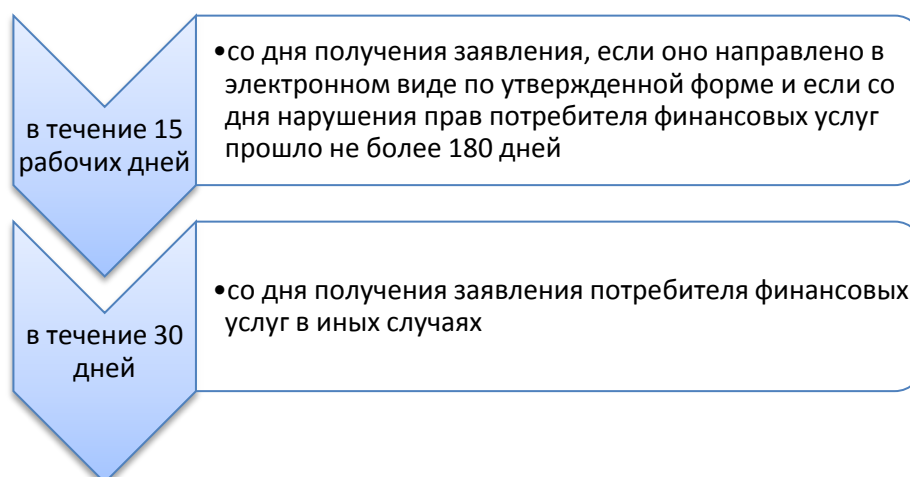 в течение 15
рабочих дней
•со дня получения заявления, если оно направлено в
электронном виде по утвержденной форме и если со
дня нарушения прав потребителя финансовых услуг
прошло не более 180 дней
в течение 30
дней
•со дня получения заявления потребителя финансовых
услуг в иных случаях